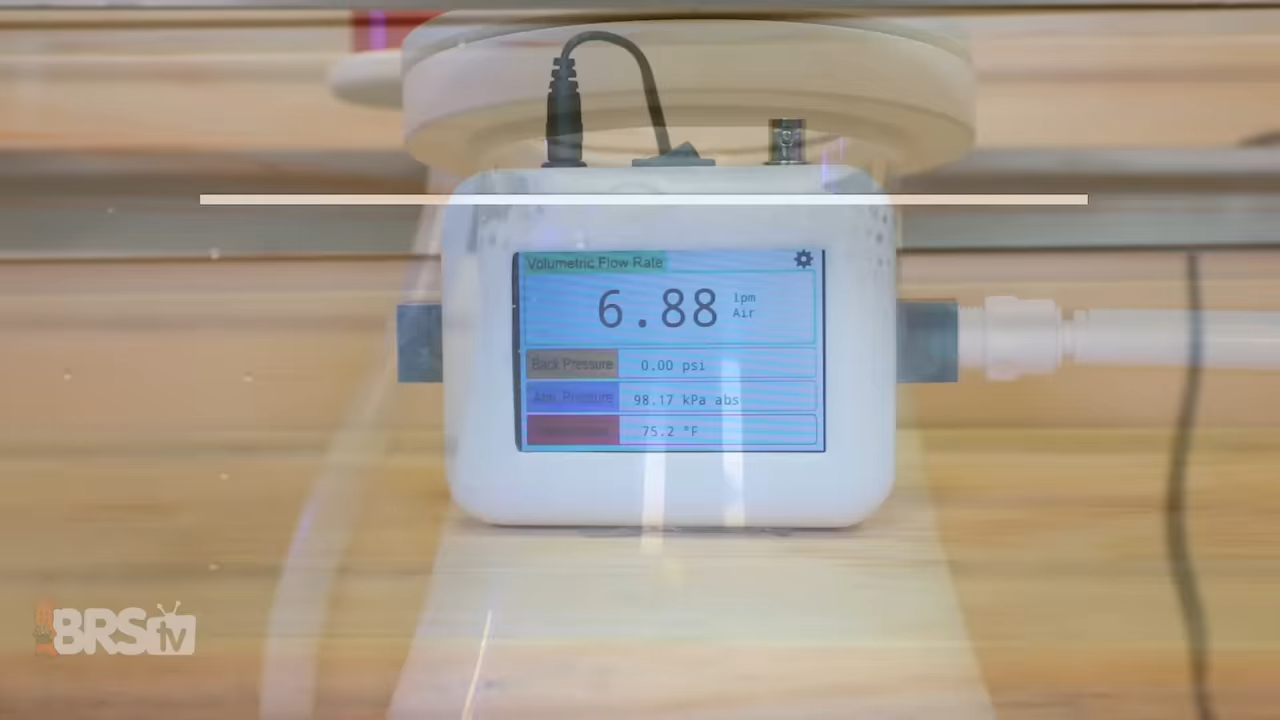 Volumetric Flow Rate
6.88 lpm
Air
Back Pressure 0.00 psi
Abs. Pressure 98.17 kPa abs
75.2 °F
BRStv